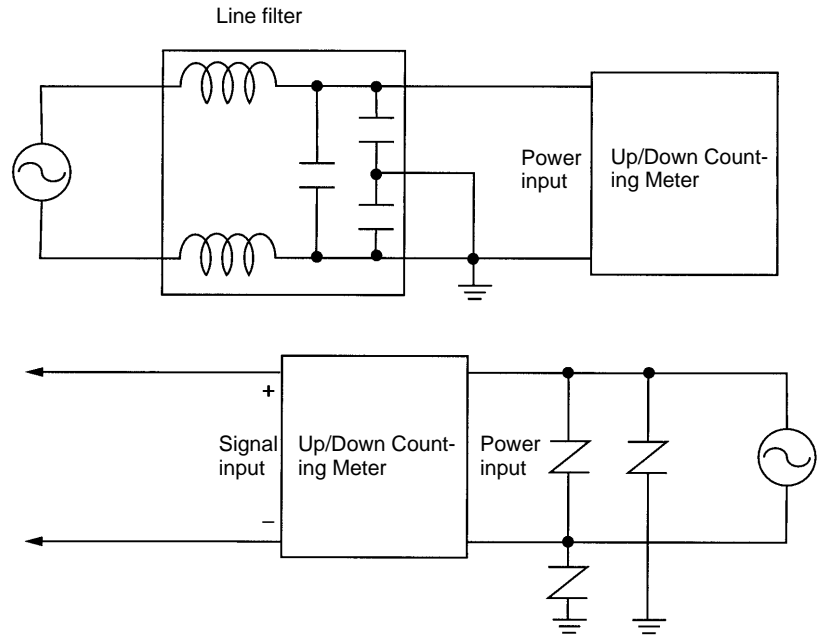 Line filter
Power
input
Up/Down Count-
ing Meter
+
Signal
input
−
Up/Down Count-
ing Meter
Power
input